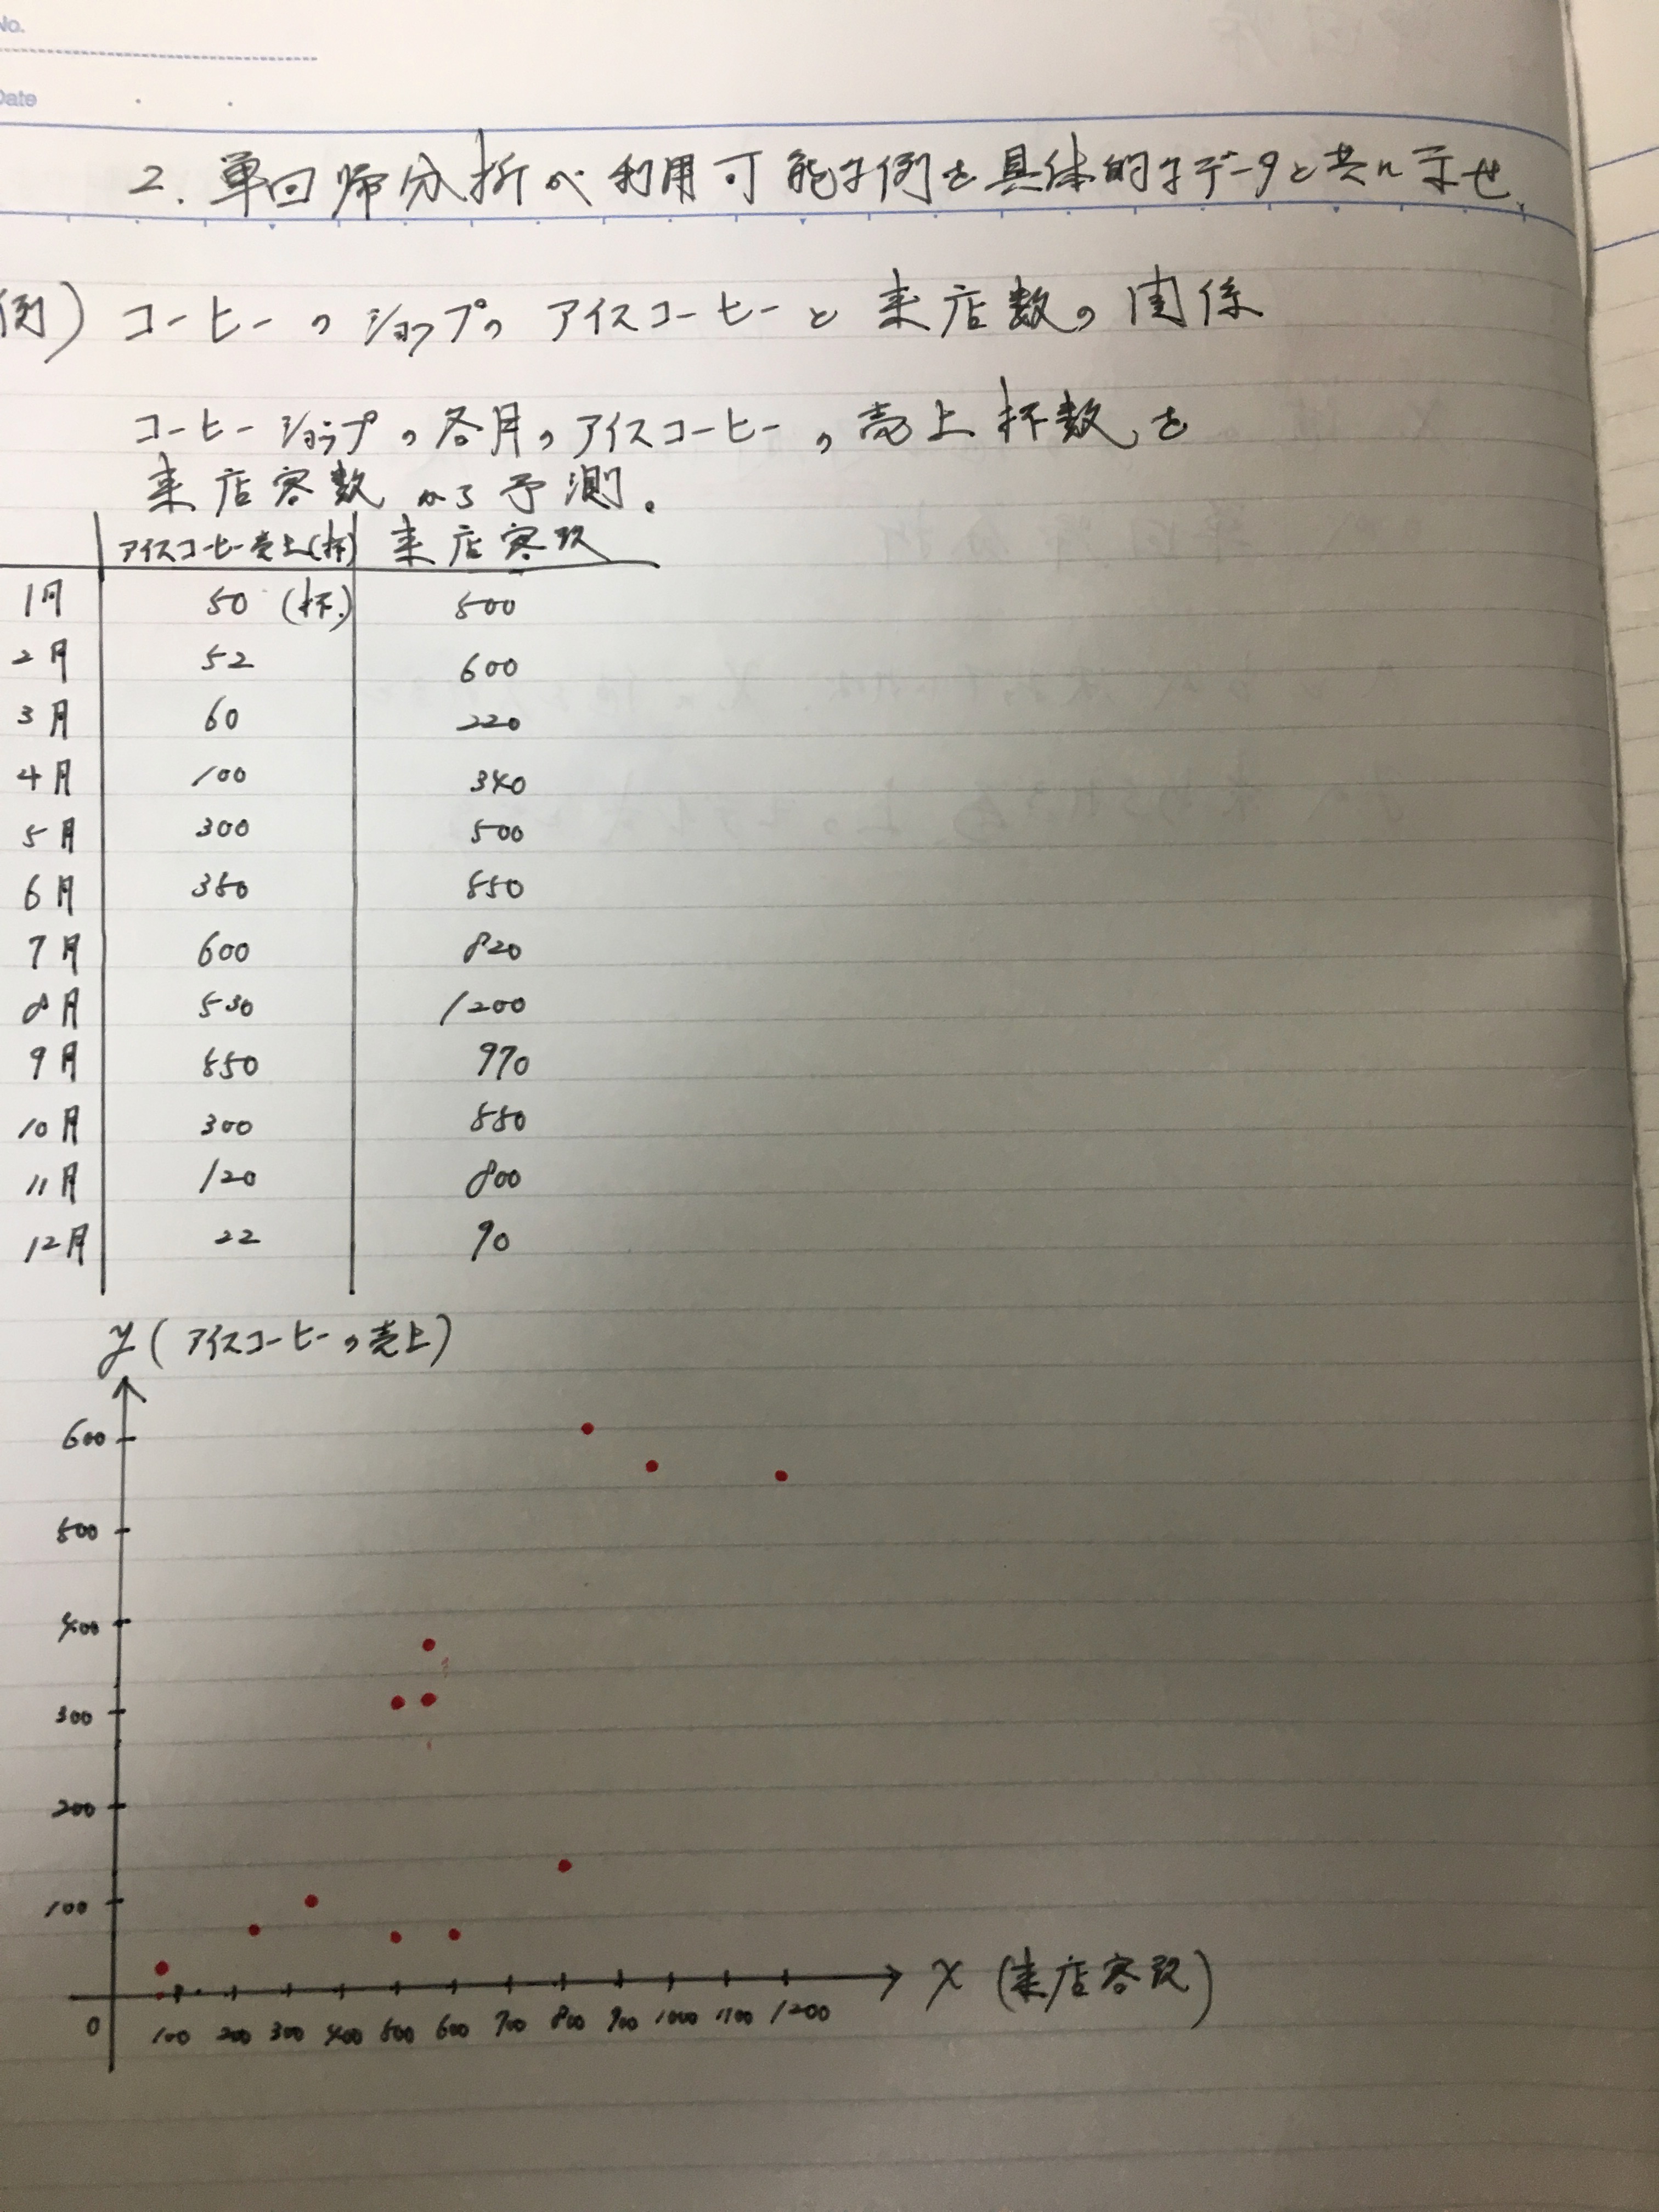 No.
Date
2. 単回帰分析が利用可能な例を具体的なデータと共に示せ.
例) コーヒーのショップの アイスコーヒーと来店数の関係
コーヒーショップの各月のアイスコーヒーの売上杯数を
来店客数から予測。
アイスコーヒー売上(杯) 来店客数
1月 50 (杯) 500
2月 52 600
3月 60 220
4月 100 340
5月 300 500
6月 350 550
7月 600 820
8月 530 1200
9月 550 970
10月 300 550
11月 120 800
12月 22 90
y (アイスコーヒーの売上)
600
500
400
300
200
100
0 100 200 300 400 500 600 700 800 900 1000 1100 1200 x (来店客数)